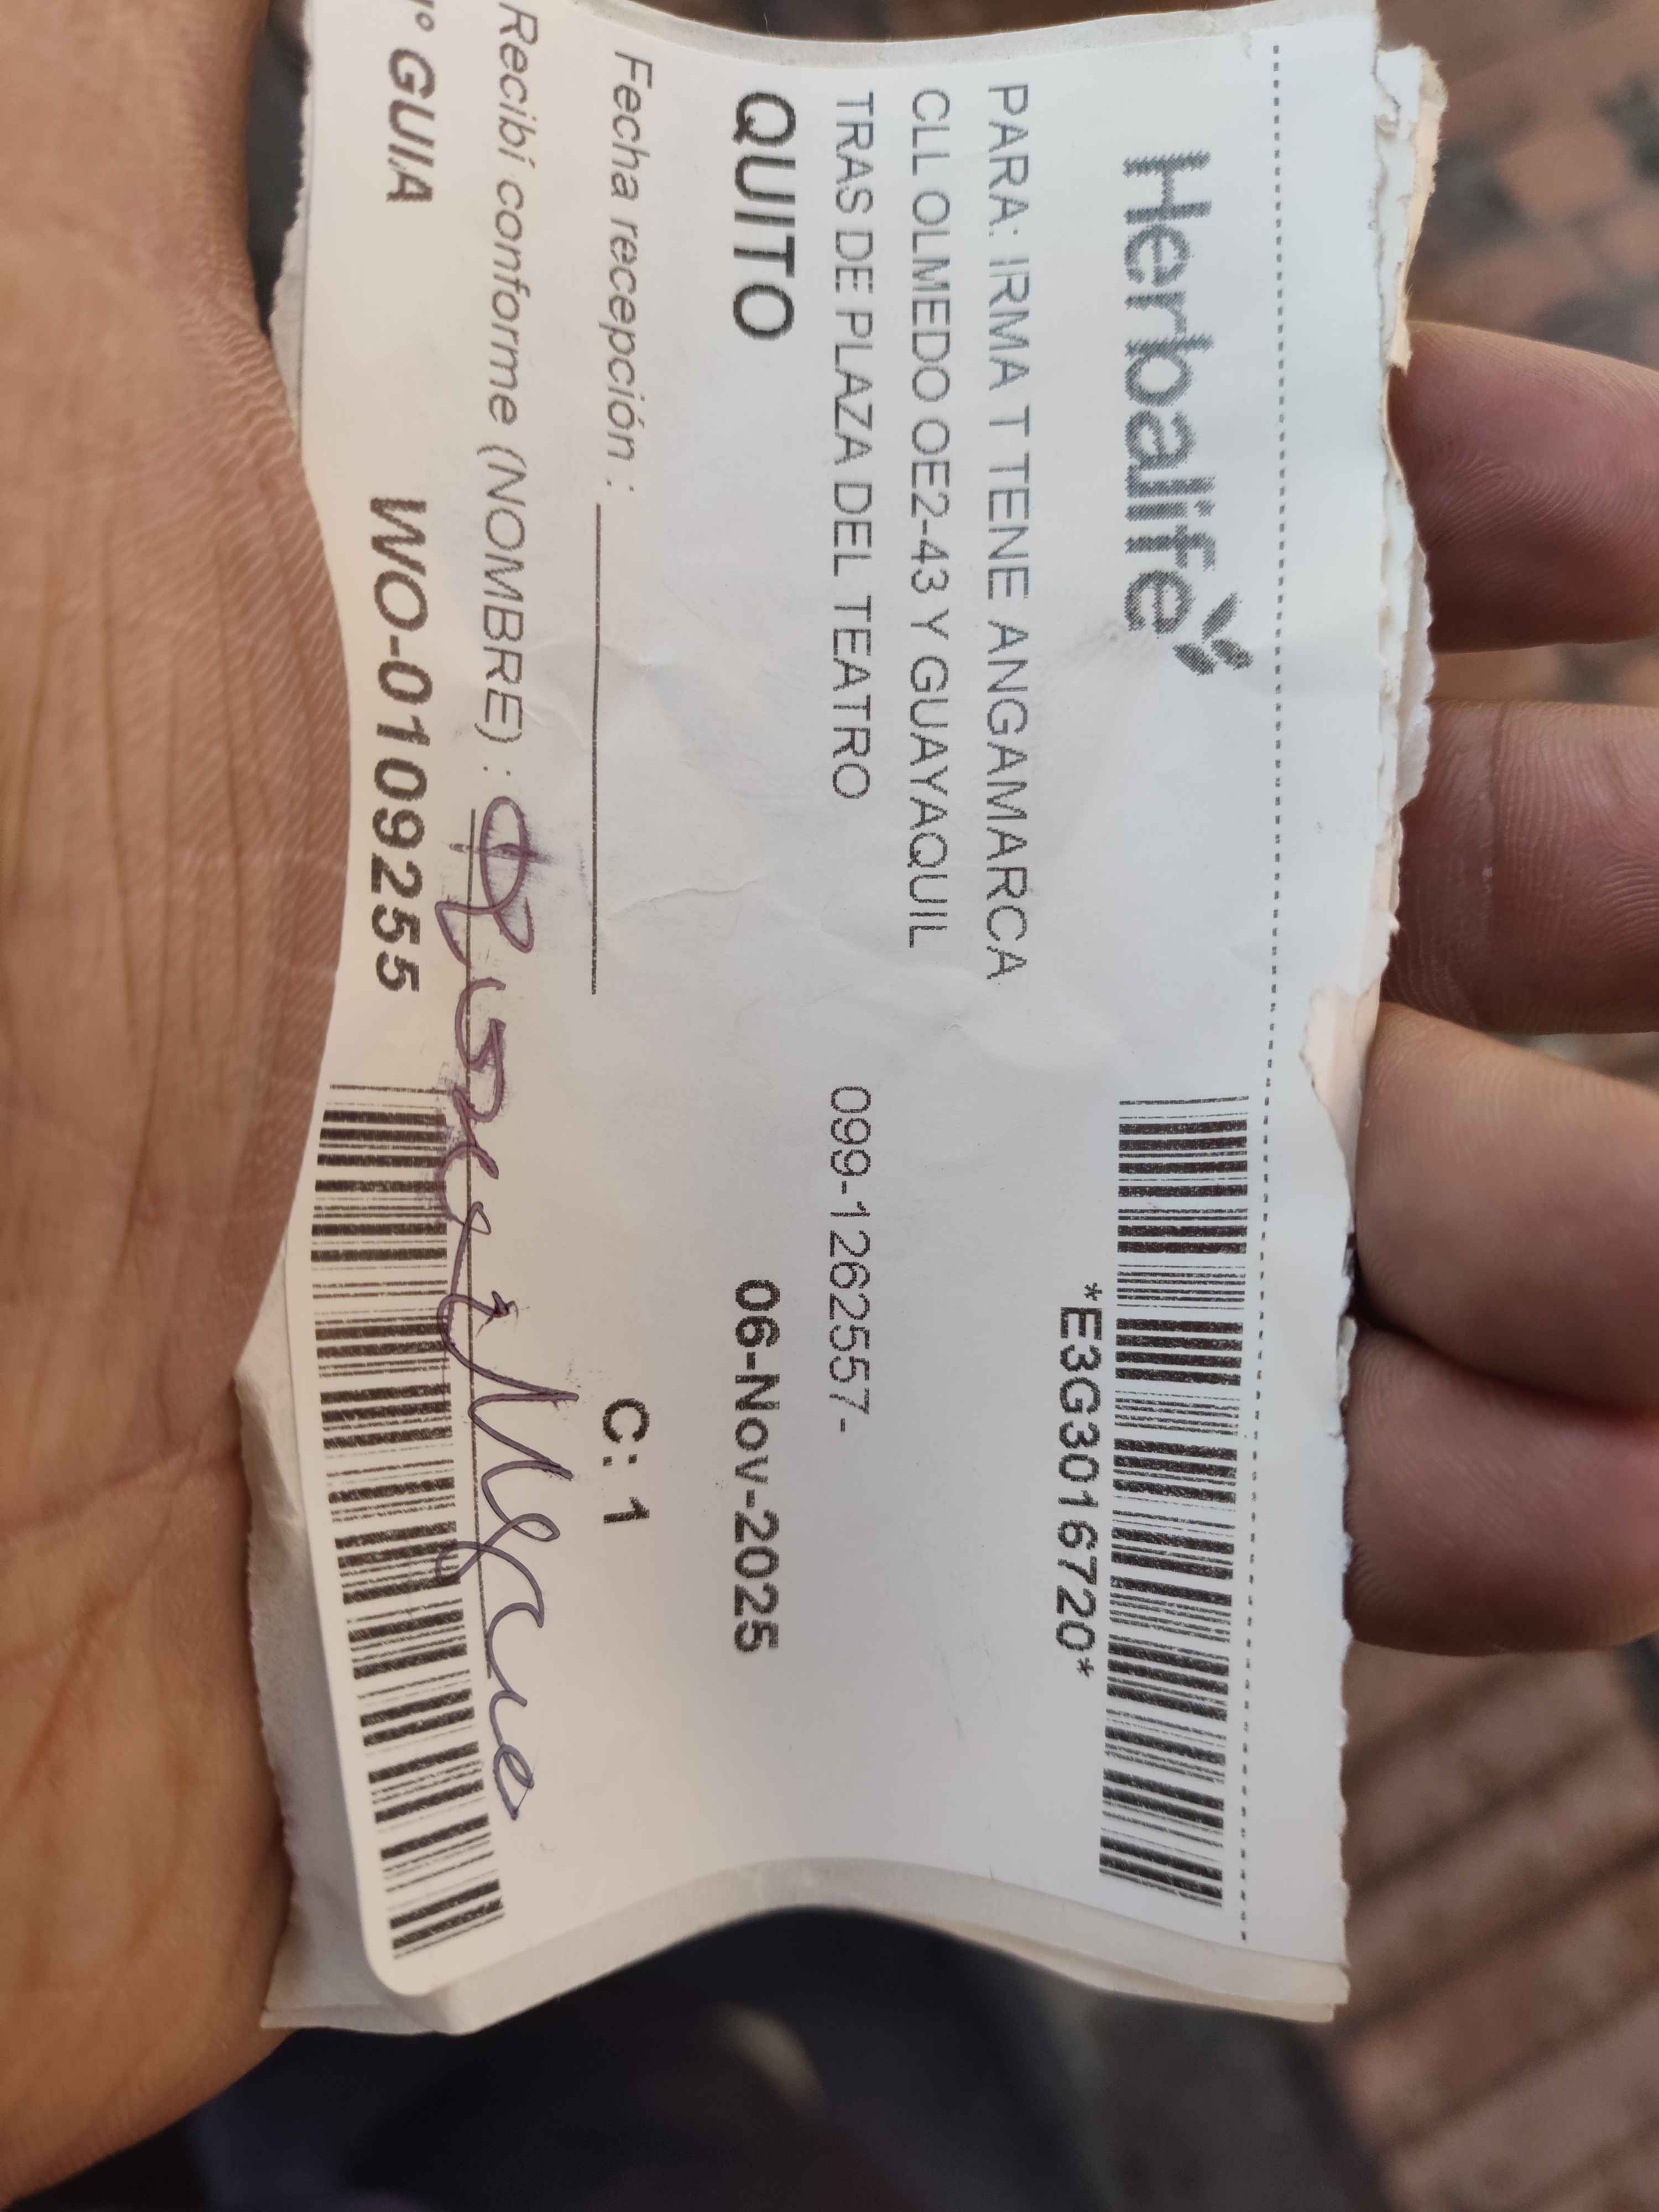 Herbalife
*E3G3016720*
PARA: IRMA T TENE ANGAMARCA
CLL OLMEDO OE2-43 Y GUAYAQUIL
TRAS DE PLAZA DEL TEATRO 099-1262557-
QUITO 06-Nov-2025
Fecha recepción : C: 1
Recibí conforme (NOMBRE) :
° GUIA WO-0109255